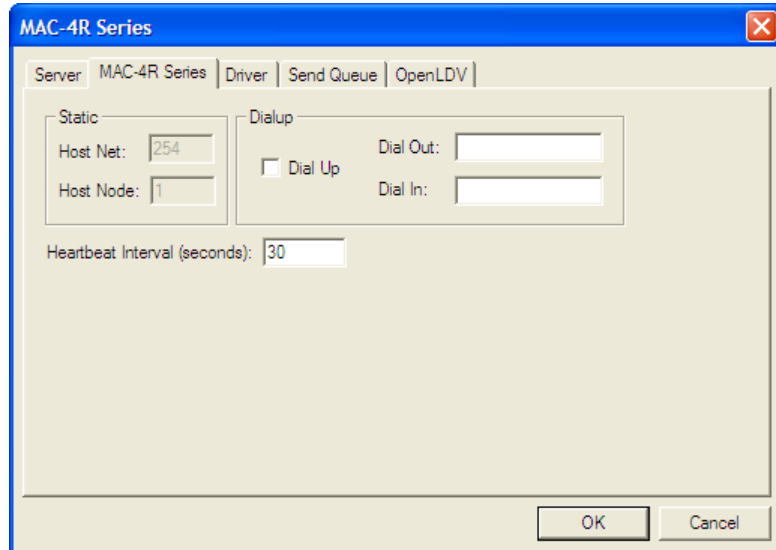 MAC-4R Series
Server MAC-4R Series Driver Send Queue OpenLDV
Static Dialup
Host Net: 254 Dial Up Dial Out:
Host Node: 1 Dial In:
Heartbeat Interval (seconds): 30
OK Cancel